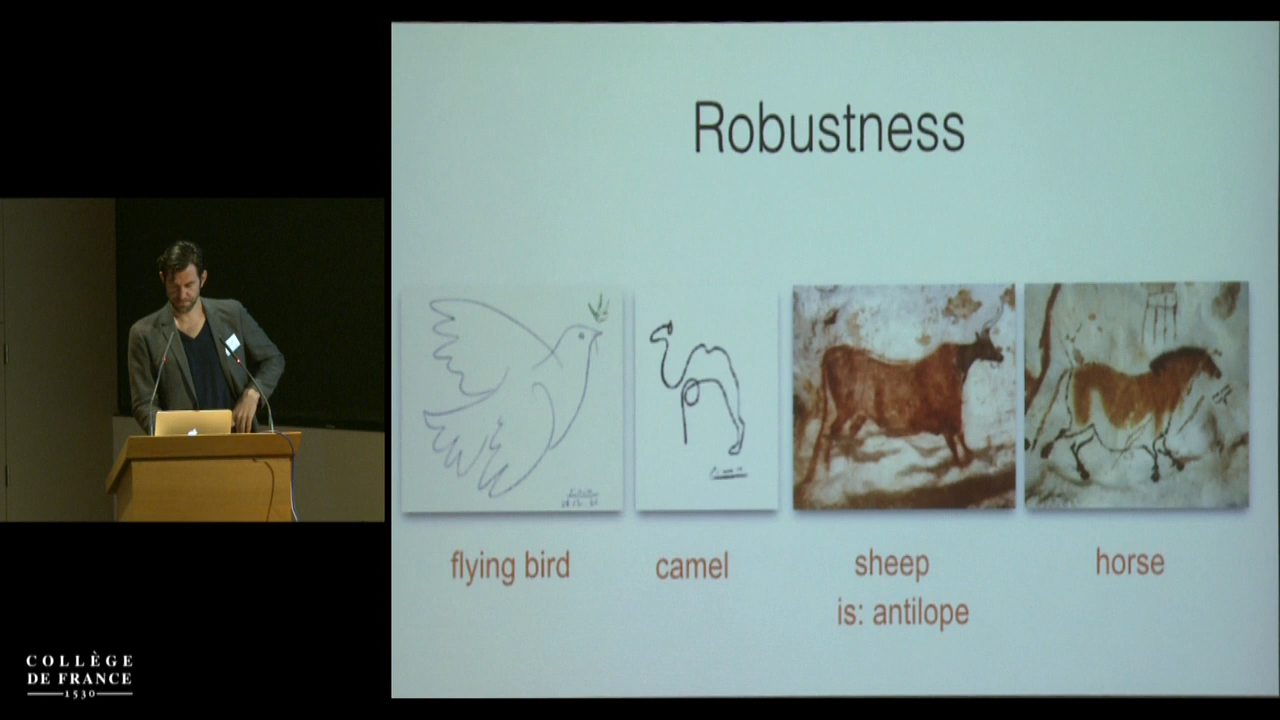 Robustness
flying bird
camel
sheep
is: antilope
horse
COLLÈGE
DE FRANCE
1530